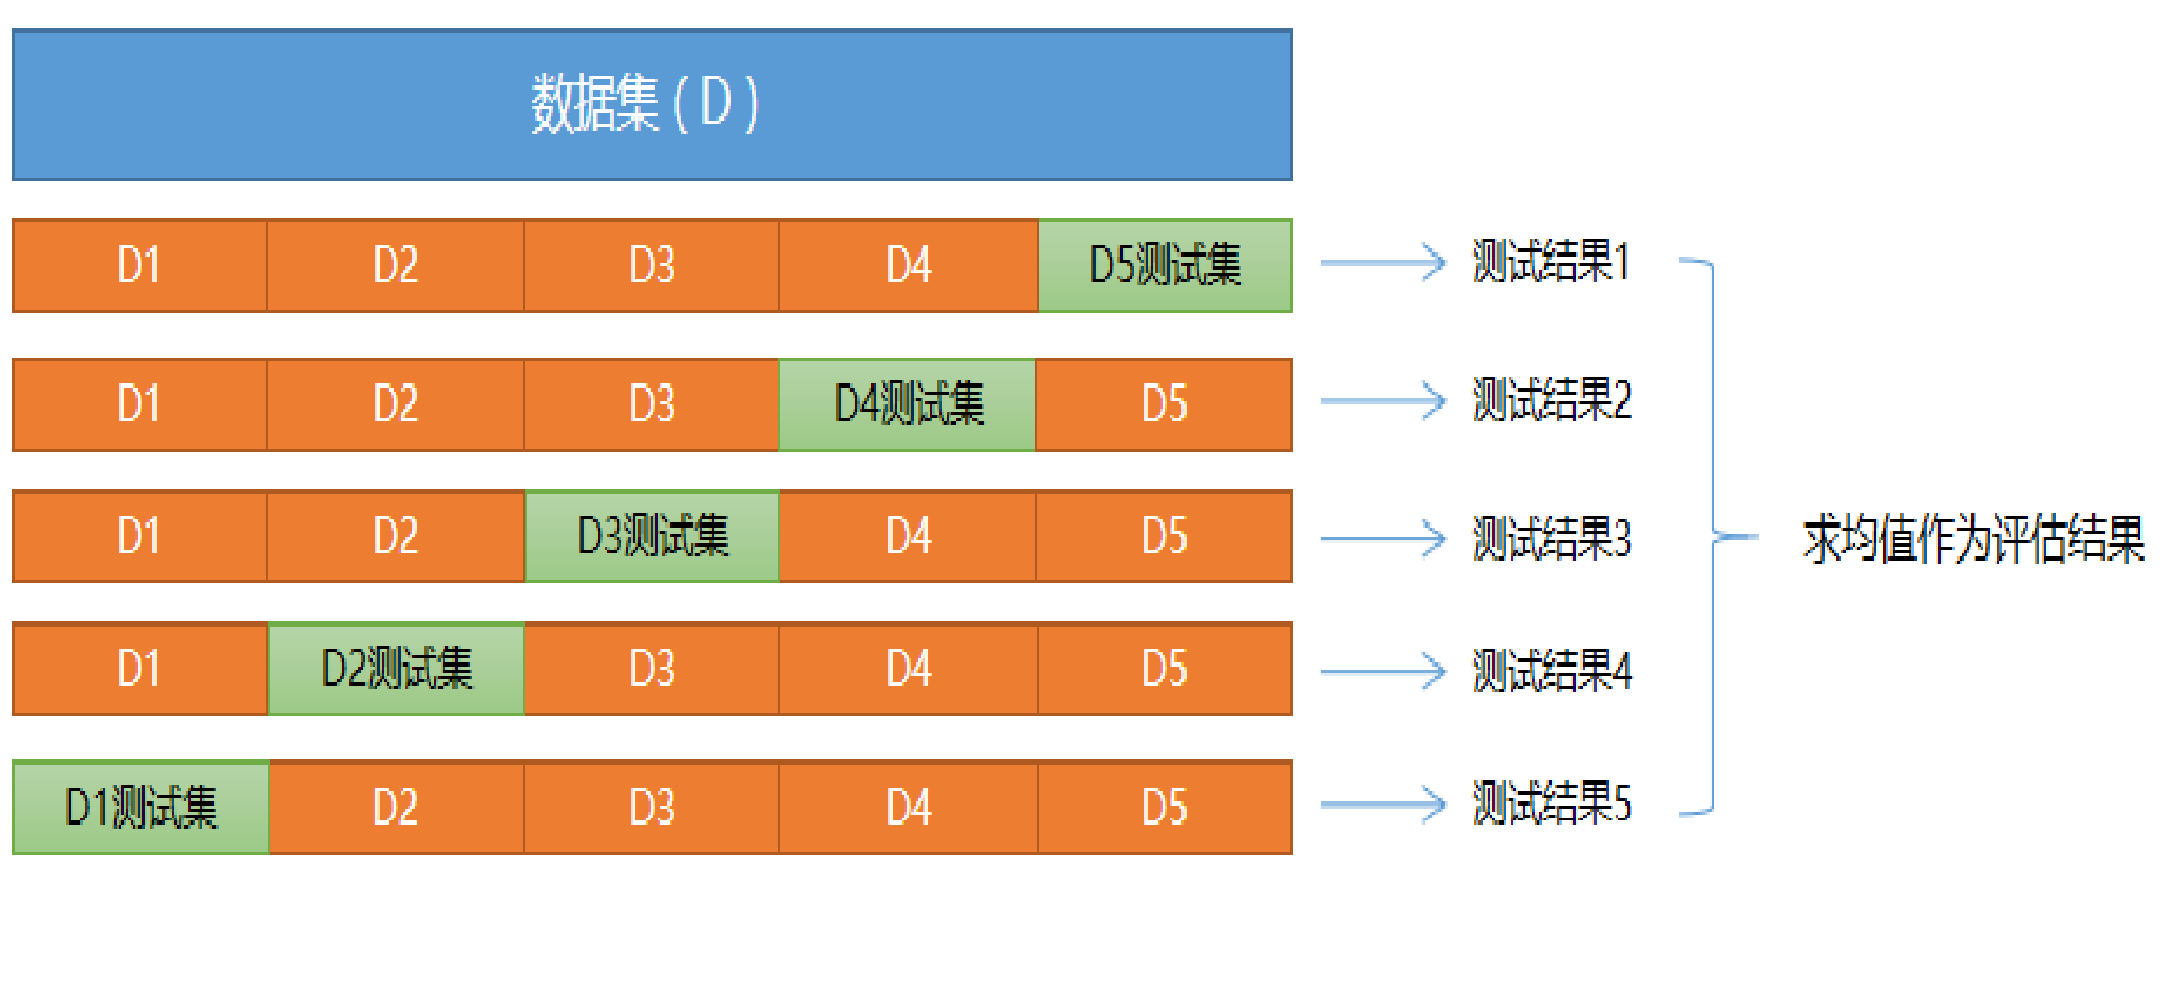 数据集（D）
D1 D2 D3 D4 D5测试集 测试结果1
D1 D2 D3 D4测试集 D5 测试结果2
D1 D2 D3测试集 D4 D5 测试结果3
求均值作为评估结果
D1 D2测试集 D3 D4 D5 测试结果4
D1测试集 D2 D3 D4 D5 测试结果5